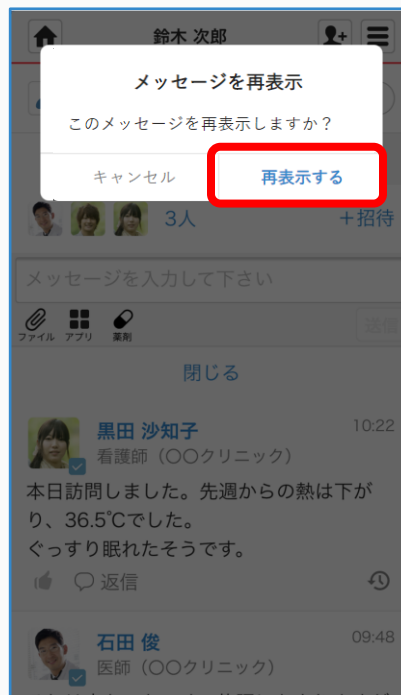 鈴木 次郎
メッセージを再表示
このメッセージを再表示しますか？
キャンセル
再表示する
3人
＋招待
メッセージを入力して下さい
ファイル
アプリ
薬剤
送信
閉じる
黒田 沙知子
10:22
看護師（〇〇クリニック）
本日訪問しました。先週からの熱は下が
り、36.5℃でした。
ぐっすり眠れたそうです。
返信
石田 俊
09:48
医師（〇〇クリニック）